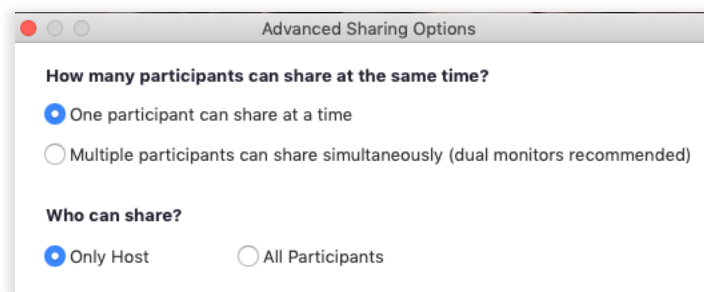 Advanced Sharing Options
How many participants can share at the same time?
One participant can share at a time
Multiple participants can share simultaneously (dual monitors recommended)
Who can share?
Only Host
All Participants